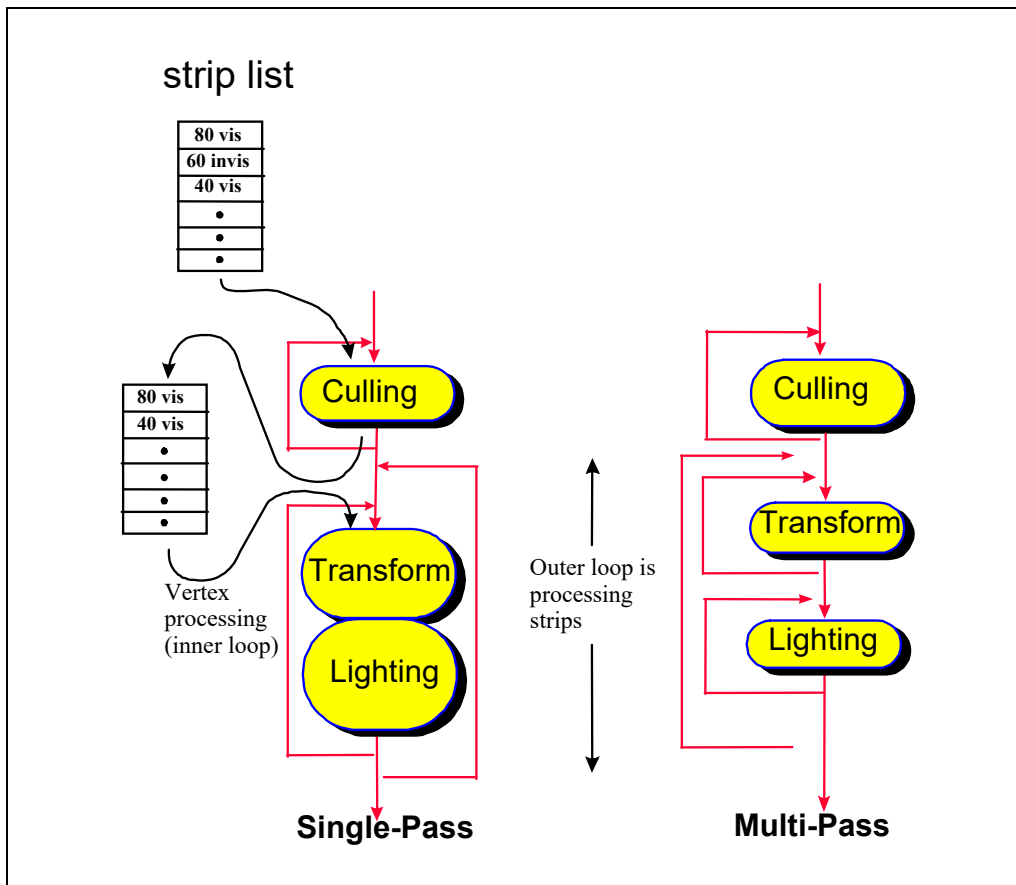 strip list
80 vis
60 invis
40 vis
Culling
80 vis
40 vis
Vertex
processing
(inner loop)
Transform
Lighting
Single-Pass
Outer loop is
processing
strips
Culling
Transform
Lighting
Multi-Pass